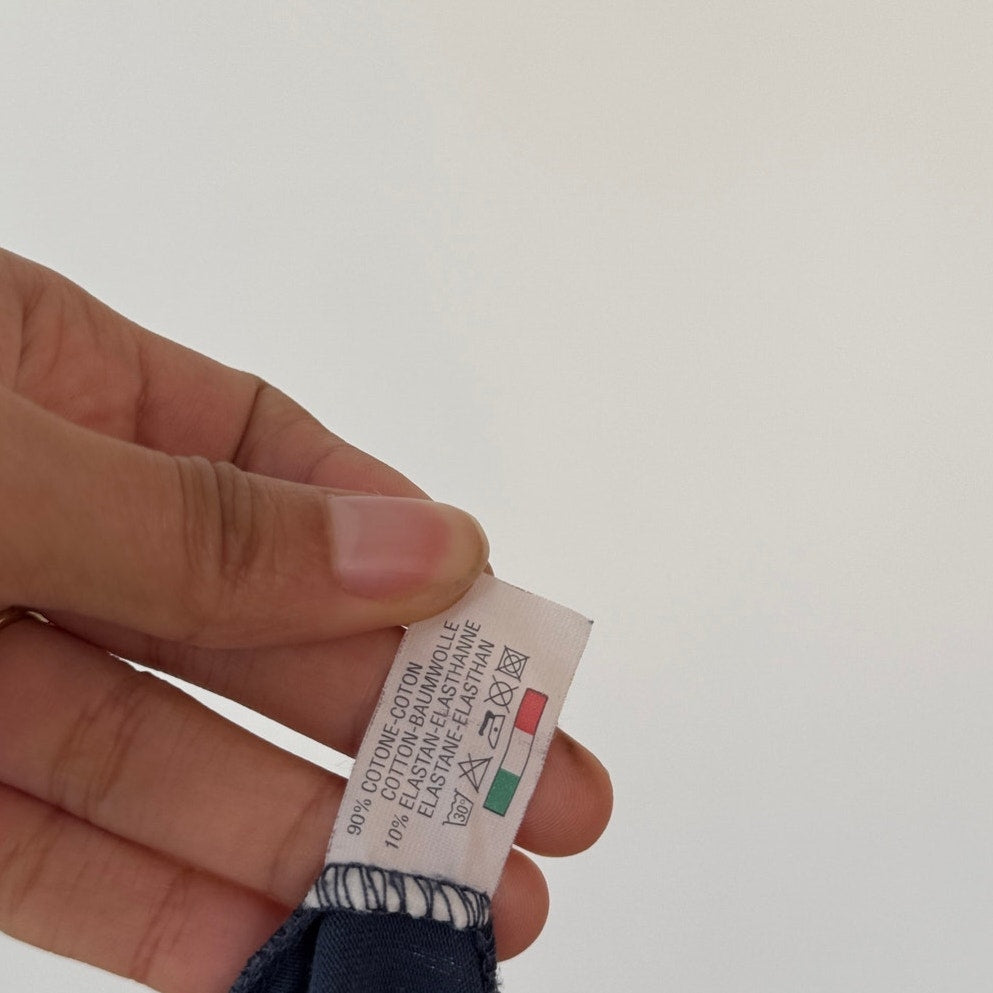 90% COTONE-COTON
COTTON-BAUMWOLLE
10% ELASTAN-ELASTHANNE
ELASTANE-ELASTHAN
30°